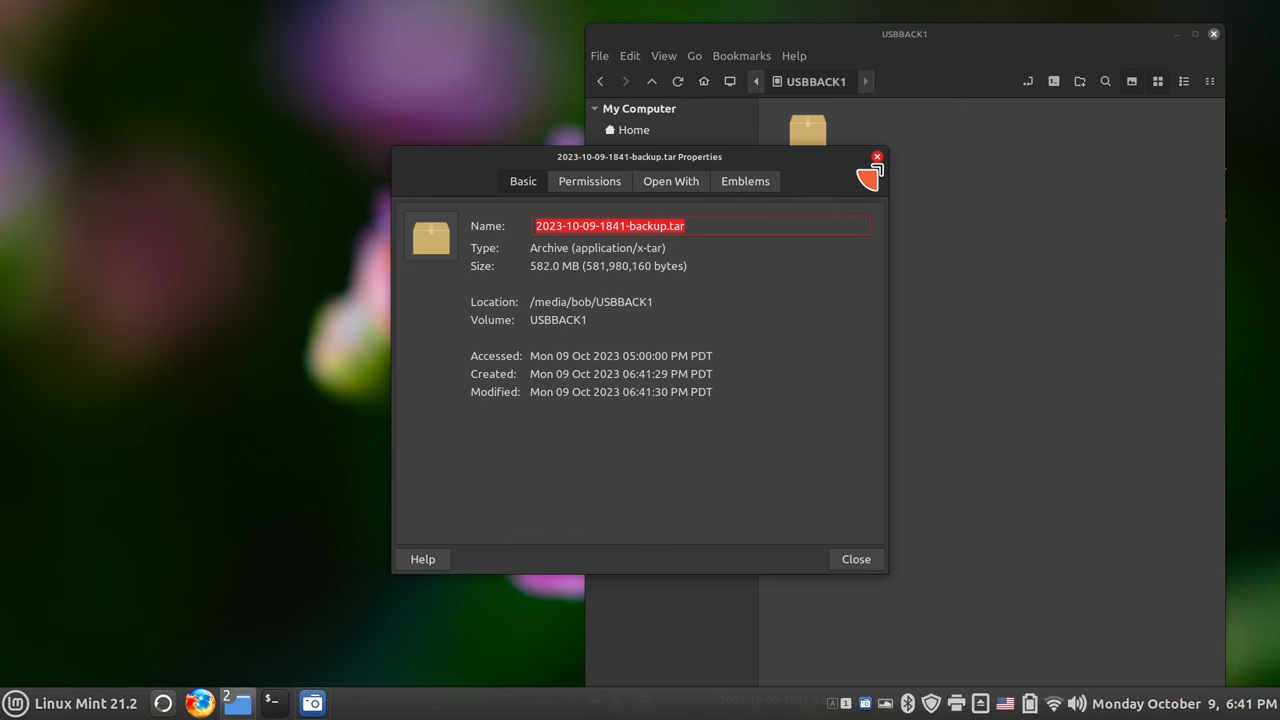 USBBACK1
File Edit View Go Bookmarks Help
USBBACK1
My Computer
Home
2023-10-09-1841-backup.tar Properties
Basic Permissions Open With Emblems
Name: 2023-10-09-1841-backup.tar
Type: Archive (application/x-tar)
Size: 582.0 MB (581,980,160 bytes)
Location: /media/bob/USBBACK1
Volume: USBBACK1
Accessed: Mon 09 Oct 2023 05:00:00 PM PDT
Created: Mon 09 Oct 2023 06:41:29 PM PDT
Modified: Mon 09 Oct 2023 06:41:30 PM PDT
Help Close
Linux Mint 21.2 2 $_ A 1 Monday October 9, 6:41 PM